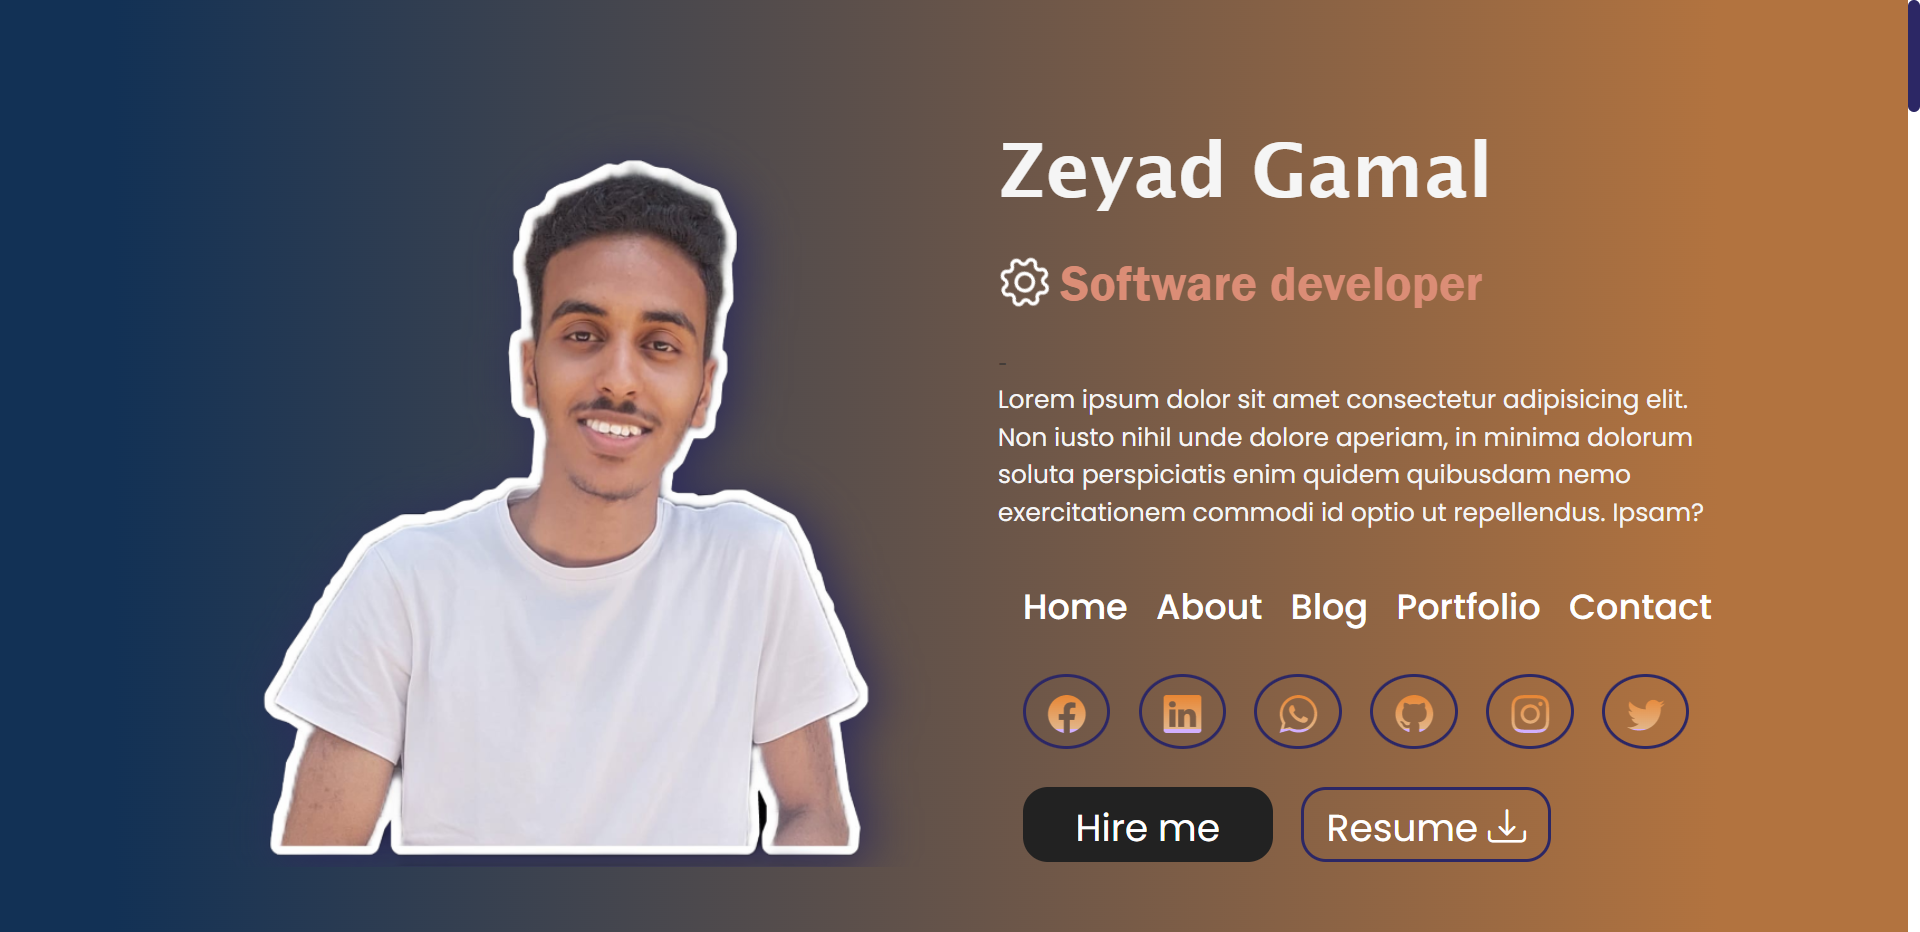 Zeyad Gamal
Software developer
-
Lorem ipsum dolor sit amet consectetur adipisicing elit.
Non iusto nihil unde dolore aperiam, in minima dolorum
soluta perspiciatis enim quidem quibusdam nemo
exercitationem commodi id optio ut repellendus. Ipsam?
Home About Blog Portfolio Contact
Hire me Resume